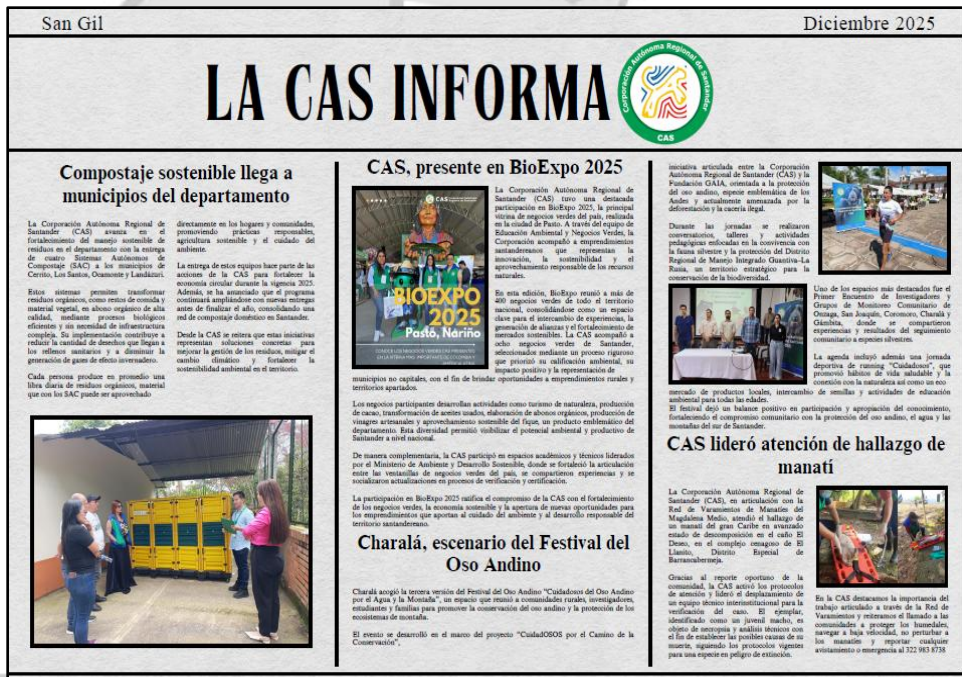 San Gil
Diciembre 2025
LA CAS INFORMA
Corporación Autónoma Regional de Santander
CAS
Compostaje sostenible llega a
municipios del departamento
La Corporación Autónoma Regional de
Santander (CAS) avanza en el
fortalecimiento del manejo sostenible de
residuos en el departamento con la entrega
de cuatro Sistemas Autónomos de
Compostaje (SAC) a los municipios de
Cerrito, Los Santos, Ocamonte y Landázuri.
Estos sistemas permiten transformar
residuos orgánicos, como restos de comida y
material vegetal, en abono orgánico de alta
calidad, mediante procesos biológicos
eficientes y sin necesidad de infraestructura
compleja. Su implementación contribuye a
reducir la cantidad de desechos que llegan a
los rellenos sanitarios y a disminuir la
generación de gases de efecto invernadero.
Cada persona produce en promedio una
libra diaria de residuos orgánicos, material
que con los SAC puede ser aprovechado
directamente en los hogares y comunidades,
promoviendo prácticas responsables,
agricultura sostenible y el cuidado del
ambiente.
La entrega de estos equipos hace parte de las
acciones de la CAS para fortalecer la
economía circular durante la vigencia 2025.
Además, se ha anunciado que el programa
continuará ampliándose con nuevas entregas
antes de finalizar el año, consolidando una
red de compostaje doméstico en Santander.
Desde la CAS se reitera que estas iniciativas
representan soluciones concretas para
mejorar la gestión de los residuos, mitigar el
cambio climático y fortalecer la
sostenibilidad ambiental en el territorio.
CAS, presente en BioExpo 2025
CAS
BIOEXPO
2025
Pasto, Nariño
La Corporación Autónoma Regional de
Santander (CAS) tuvo una destacada
participación en BioExpo 2025, la principal
vitrina de negocios verdes del país, realizada
en la ciudad de Pasto. A través del equipo de
Educación Ambiental y Negocios Verdes, la
Corporación acompañó a emprendimientos
santandereanos que representan la
innovación, la sostenibilidad y el
aprovechamiento responsable de los recursos
naturales.
En esta edición, BioExpo reunió a más de
400 negocios verdes de todo el territorio
nacional, consolidándose como un espacio
clave para el intercambio de experiencias, la
generación de alianzas y el fortalecimiento de
mercados sostenibles. La CAS acompañó a
ocho negocios verdes de Santander,
seleccionados mediante un proceso riguroso
que priorizó su calificación ambiental, su
impacto positivo y la representación de
municipios no capitales, con el fin de brindar oportunidades a emprendimientos rurales y
territorios apartados.
Los negocios participantes desarrollan actividades como turismo de naturaleza, producción
de cacao, transformación de aceites usados, elaboración de abonos orgánicos, producción de
vinagres artesanales y aprovechamiento sostenible del fique, un producto emblemático del
departamento. Esta diversidad permitió visibilizar el potencial ambiental y productivo de
Santander a nivel nacional.
De manera complementaria, la CAS participó en espacios académicos y técnicos liderados
por el Ministerio de Ambiente y Desarrollo Sostenible, donde se fortaleció la articulación
entre las ventanillas de negocios verdes del país, se compartieron experiencias y se
socializaron actualizaciones en procesos de verificación y certificación.
La participación en BioExpo 2025 ratifica el compromiso de la CAS con el fortalecimiento
de los negocios verdes, la economía sostenible y la apertura de nuevas oportunidades para
los emprendimientos que aportan al cuidado del ambiente y al desarrollo responsable del
territorio santandereano.
Charalá, escenario del Festival del
Oso Andino
Charalá acogió la tercera versión del Festival del Oso Andino “Cuidadosos del Oso Andino
por el Agua y la Montaña”, un espacio que reunió a comunidades rurales, investigadores,
estudiantes y familias para promover la conservación del oso andino y la protección de los
ecosistemas de montaña.
El evento se desarrolló en el marco del proyecto “CuidadOSOS por el Camino de la
Conservación”,
iniciativa articulada entre la Corporación
Autónoma Regional de Santander (CAS) y la
Fundación GAIA, orientada a la protección
del oso andino, especie emblemática de los
Andes y actualmente amenazada por la
deforestación y la cacería ilegal.
Durante las jornadas se realizaron
conversatorios, talleres y actividades
pedagógicas enfocadas en la convivencia con
la fauna silvestre y la protección del Distrito
Regional de Manejo Integrado Guantiva-La
Rusia, un territorio estratégico para la
conservación de la biodiversidad.
Uno de los espacios más destacados fue el
Primer Encuentro de Investigadores y
Grupos de Monitoreo Comunitario de
Onzaga, San Joaquín, Coromoro, Charalá y
Gámbita, donde se compartieron
experiencias y resultados del seguimiento
comunitario a especies silvestres.
La agenda incluyó además una jornada
deportiva de running “Cuidadosos”, que
promovió hábitos de vida saludable y la
conexión con la naturaleza así como un eco
mercado de productos locales, intercambio de semillas y actividades de educación
ambiental para todas las edades.
El festival dejó un balance positivo en participación y apropiación del conocimiento,
fortaleciendo el compromiso comunitario con la protección del oso andino, el agua y las
montañas del sur de Santander.
CAS lideró atención de hallazgo de
manatí
La Corporación Autónoma Regional de
Santander (CAS), en articulación con la
Red de Varamientos de Manatíes del
Magdalena Medio, atendió el hallazgo de
un manatí del gran Caribe en avanzado
estado de descomposición en el caño El
Deseo, en el complejo cenagoso de El
Llanito, Distrito Especial de
Barrancabermeja.
Gracias al reporte oportuno de la
comunidad, la CAS activó los protocolos
de atención y lideró el desplazamiento de
un equipo técnico interinstitucional para la
verificación del caso. El ejemplar,
identificado como un juvenil macho, es
objeto de necropsia y análisis técnicos con
el fin de establecer las posibles causas de su
muerte, siguiendo los protocolos vigentes
para una especie en peligro de extinción.
En la CAS destacamos la importancia del
trabajo articulado a través de la Red de
Varamientos y reiteramos el llamado a las
comunidades a proteger los humedales,
navegar a baja velocidad, no perturbar a
los manatíes y reportar cualquier
avistamiento o emergencia al 322 983 8738